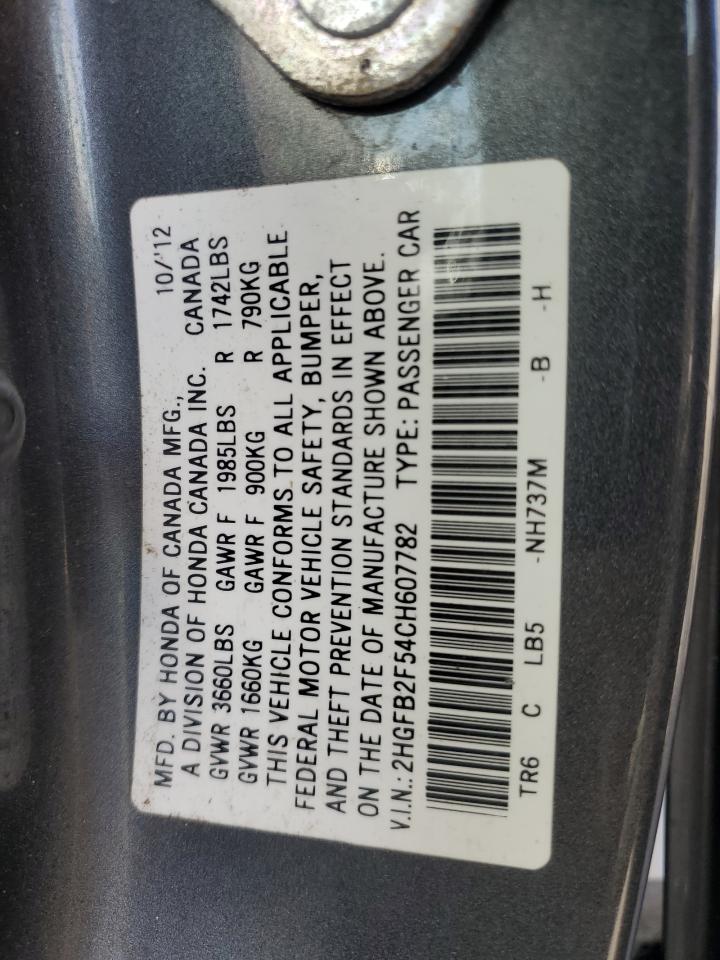 MFD. BY HONDA OF CANADA MFG., 10/'12
A DIVISION OF HONDA CANADA INC. CANADA
GVWR 3660LBS GAWR F 1985LBS R 1742LBS
GVWR 1660KG GAWR F 900KG R 790KG
THIS VEHICLE CONFORMS TO ALL APPLICABLE
FEDERAL MOTOR VEHICLE SAFETY, BUMPER,
AND THEFT PREVENTION STANDARDS IN EFFECT
ON THE DATE OF MANUFACTURE SHOWN ABOVE.
V.I.N.: 2HGFB2F54CH607782 TYPE: PASSENGER CAR
TR6 C LB5 -NH737M -B -H